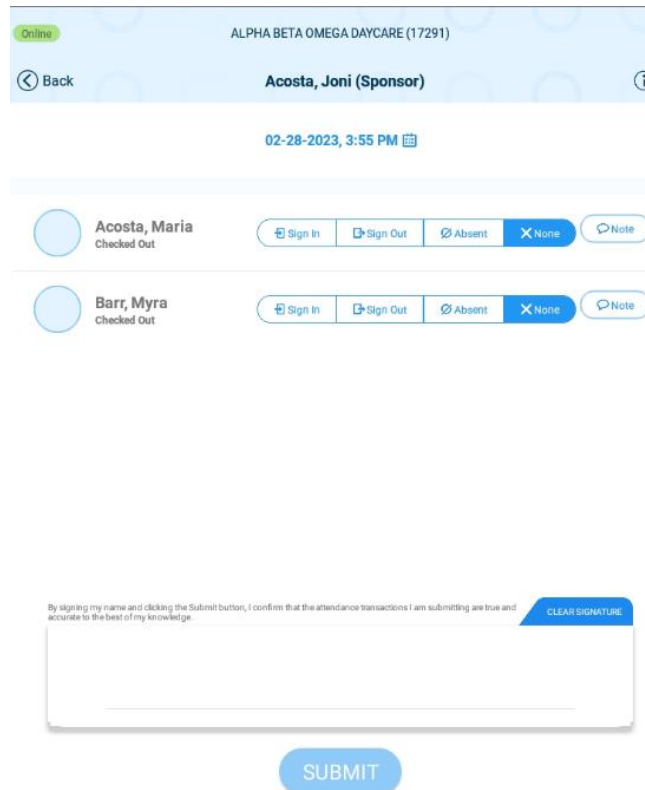 Online
ALPHA BETA OMEGA DAYCARE (17291)
Back
Acosta, Joni (Sponsor)
02-28-2023, 3:55 PM
Acosta, Maria
Checked Out
Sign In
Sign Out
Absent
None
Note
Barr, Myra
Checked Out
Sign In
Sign Out
Absent
None
Note
By signing my name and clicking the Submit button, I confirm that the attendance transactions I am submitting are true and
accurate to the best of my knowledge.
CLEAR SIGNATURE
SUBMIT